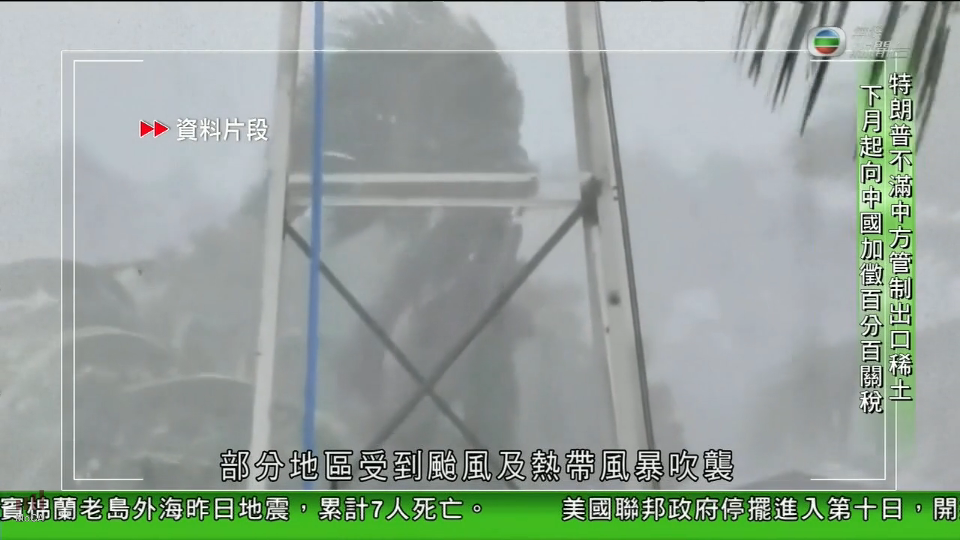 特朗普不滿中方管制出口稀土
下月起向中國加徵百分百關稅
資料片段
部分地區受到颱風及熱帶風暴吹襲
賓棉蘭老島外海昨日地震，累計7人死亡。 美國聯邦政府停擺進入第十日，開